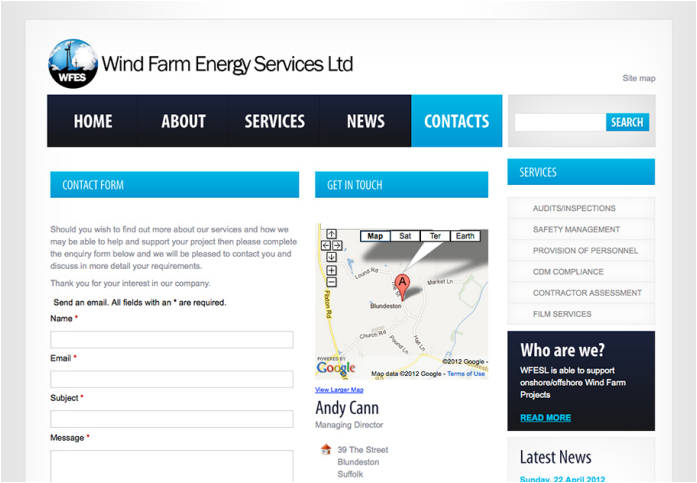 WFES
Wind Farm Energy Services Ltd
Site map
HOME
ABOUT
SERVICES
NEWS
CONTACTS
SEARCH
CONTACT FORM
Should you wish to find out more about our services and how we
may be able to help and support your project then please complete
the enquiry form below and we will be pleased to contact you and
discuss in more detail your requirements.
Thank you for your interest in our company.
Send an email. All fields with an * are required.
Name *
Email *
Subject *
Message *
GET IN TOUCH
Map
Sat
Ter
Earth
Lound Rd
Market Ln
The St
A
Flixton Rd
Blundeston
Church Rd
Pound Ln
Hall Ln
POWERED BY
Google
©2012 Google -
Map data ©2012 Google - Terms of Use
View Larger Map
Andy Cann
Managing Director
39 The Street
Blundeston
Suffolk
SERVICES
AUDITS/INSPECTIONS
SAFETY MANAGEMENT
PROVISION OF PERSONNEL
CDM COMPLIANCE
CONTRACTOR ASSESSMENT
FILM SERVICES
Who are we?
WFESL is able to support
onshore/offshore Wind Farm
Projects
READ MORE
Latest News
Sunday, 22 April 2012